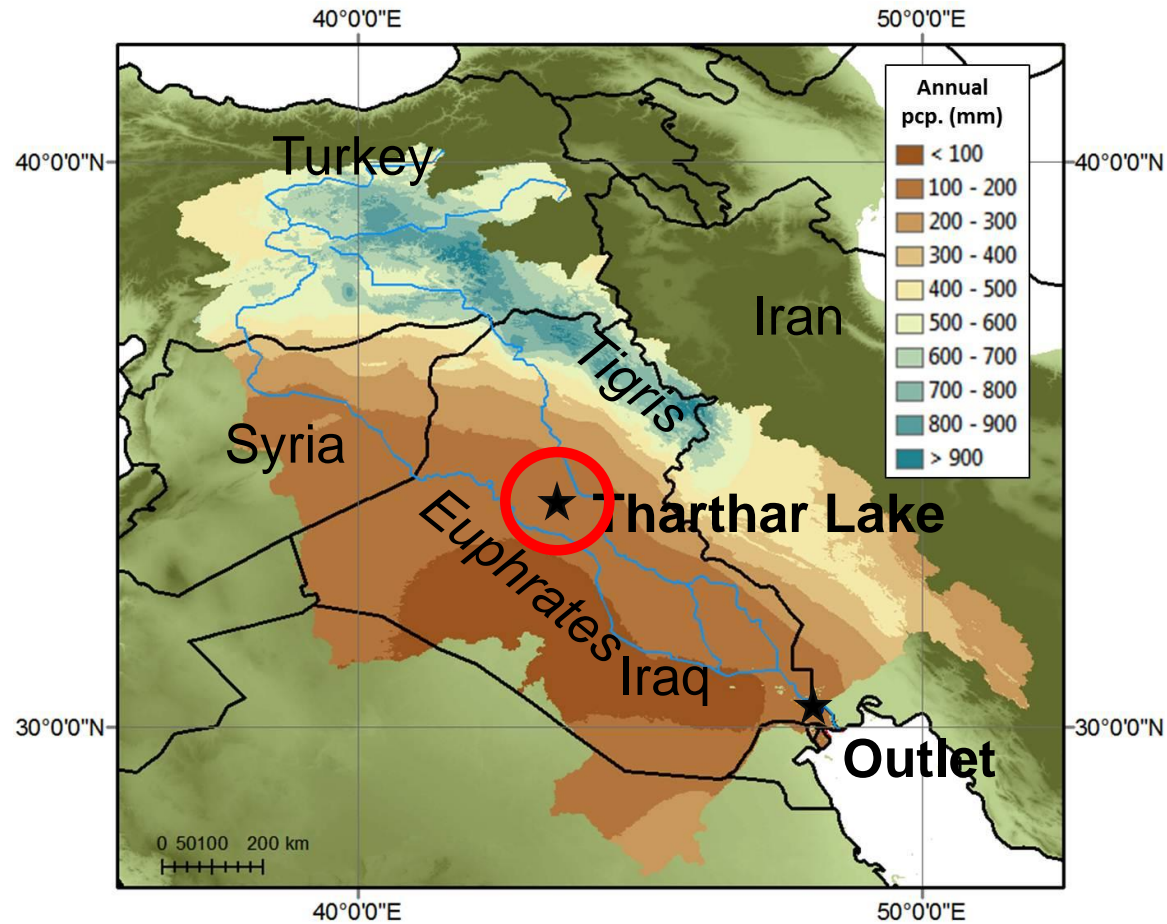 40°0'0"E
50°0'0"E
Annual
pcp. (mm)
< 100
100 - 200
200 - 300
300 - 400
400 - 500
500 - 600
600 - 700
700 - 800
800 - 900
> 900
40°0'0"N
40°0'0"N
Turkey
Iran
Tigris
Syria
Tharthar Lake
Euphrates
Iraq
30°0'0"N
30°0'0"N
Outlet
0 50100 200 km
40°0'0"E
50°0'0"E